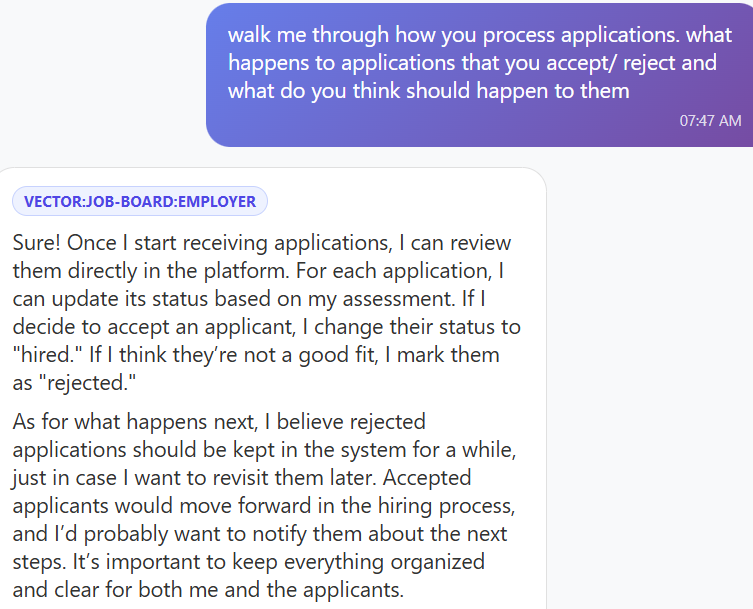 walk me through how you process applications. what
happens to applications that you accept/ reject and
what do you think should happen to them
07:47 AM
VECTOR:JOB-BOARD:EMPLOYER
Sure! Once I start receiving applications, I can review
them directly in the platform. For each application, I
can update its status based on my assessment. If I
decide to accept an applicant, I change their status to
"hired." If I think they’re not a good fit, I mark them
as "rejected."
As for what happens next, I believe rejected
applications should be kept in the system for a while,
just in case I want to revisit them later. Accepted
applicants would move forward in the hiring process,
and I’d probably want to notify them about the next
steps. It’s important to keep everything organized
and clear for both me and the applicants.